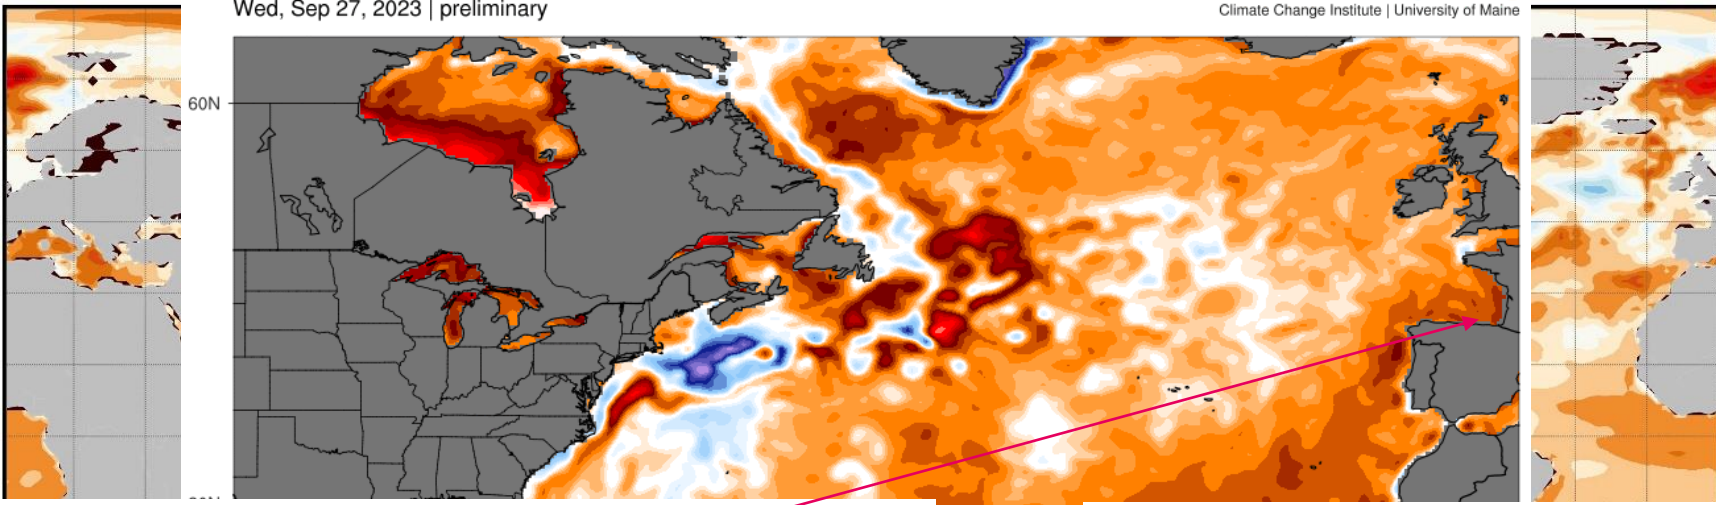 Wed, Sep 27, 2023 | preliminary
Climate Change Institute | University of Maine
60N